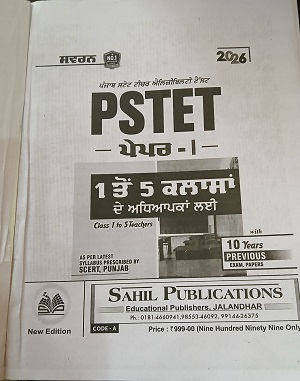 ਸਵਰਨ
NO.1
2026
ਪੰਜਾਬ ਸਟੇਟ ਟੀਚਰ ਐਲਿਜੀਬਿਲਟੀ ਟੈਸਟ
PSTET
- ਪੇਪਰ - I -
1 ਤੋਂ 5 ਕਲਾਸਾਂ
ਦੇ ਅਧਿਆਪਕਾਂ ਲਈ
Class 1 to 5 Teachers
with
10 Years
PREVIOUS
EXAM. PAPERS
AS PER LATEST
SYLLABUS PRESCRIBED BY
SCERT, PUNJAB
SAHIL PUBLICATIONS
Educational Publishers, JALANDHAR
Ph.: 0181-4660941, 98553-46092, 99146-26375
New Edition
CODE - A
Price : ₹999-00 (Nine Hundred Ninety Nine Only